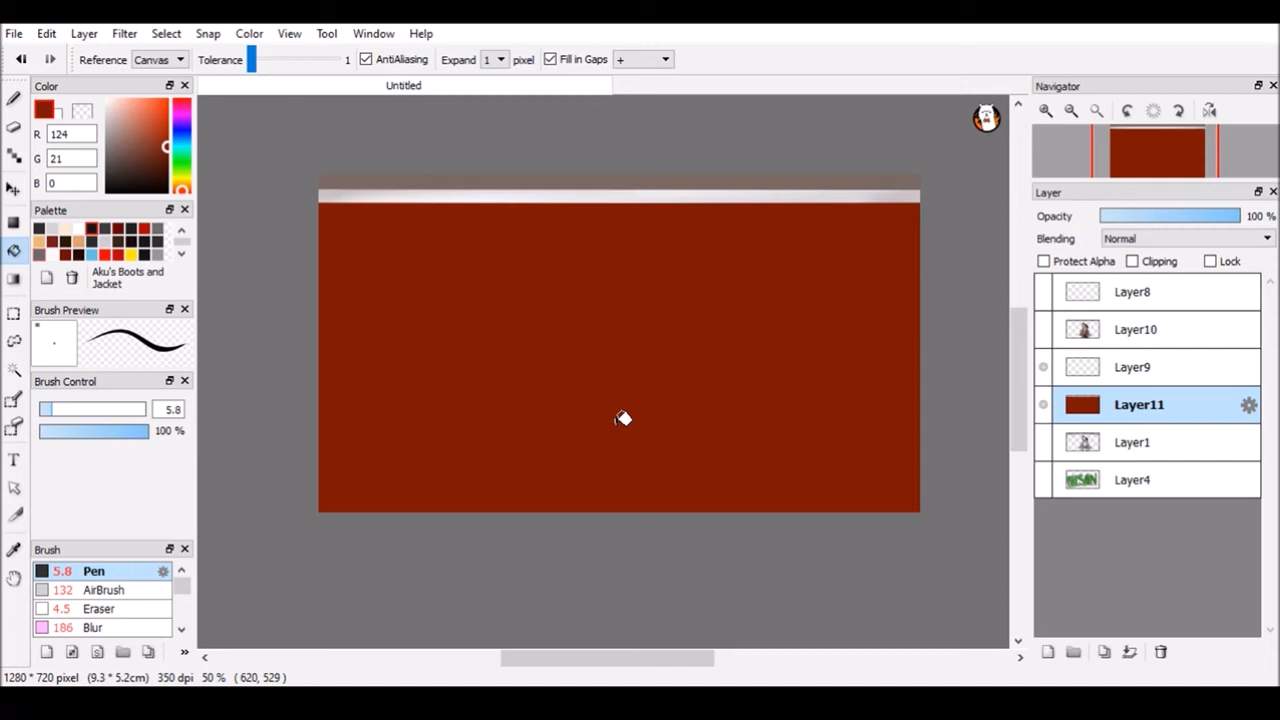 File Edit Layer Filter Select Snap Color View Tool Window Help
Reference Canvas Tolerance 1 AntiAliasing Expand 1 pixel Fill in Gaps +
Color
Untitled
Navigator
R 124
G 21
B 0
Layer
Palette
Opacity 100 %
Blending Normal
Protect Alpha Clipping Lock
Aku's Boots and
Jacket
Layer8
Brush Preview
Layer10
Layer9
Brush Control
Layer11
5.8
100 %
Layer1
T
Layer4
Brush
5.8 Pen
132 AirBrush
4.5 Eraser
186 Blur
1280 * 720 pixel (9.3 * 5.2cm) 350 dpi 50 % ( 620, 529 )